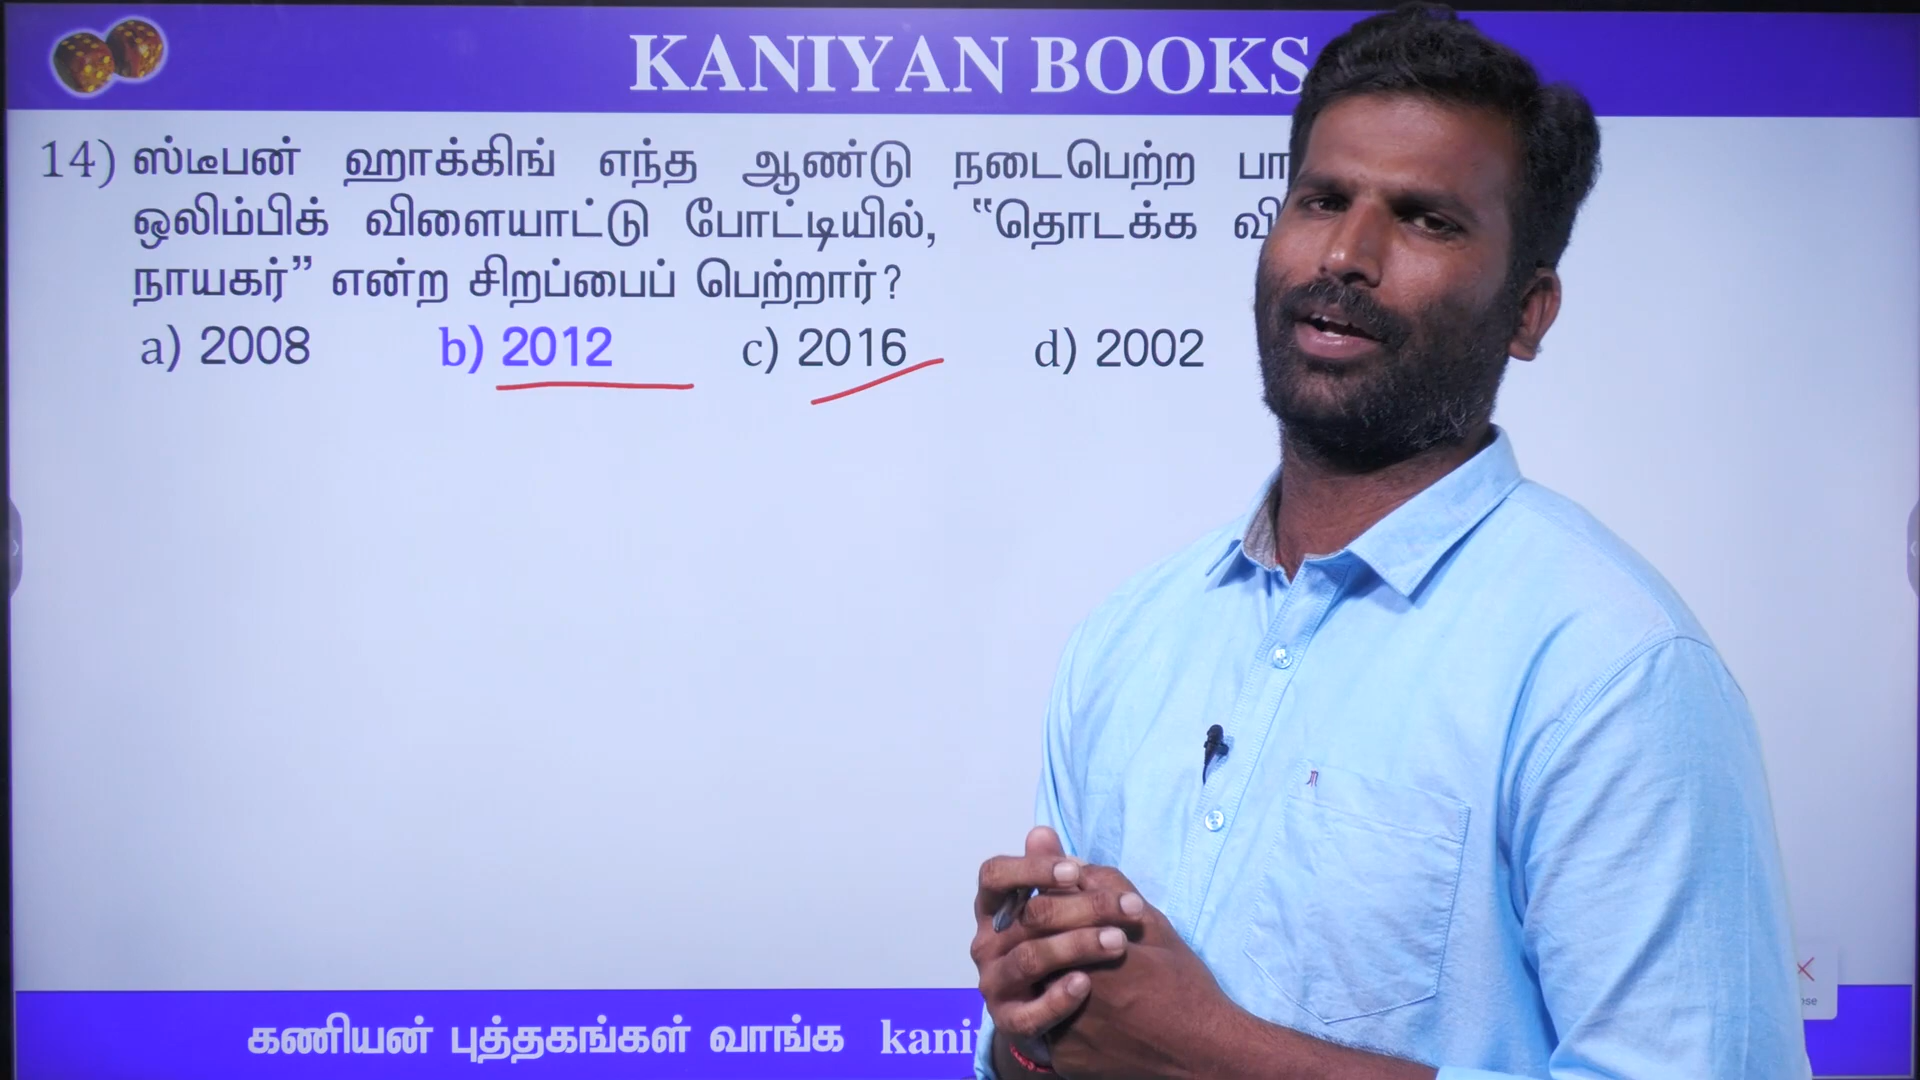 KANIYAN BOOKS
14) ஸ்டீபன் ஹாக்கிங் எந்த ஆண்டு நடைபெற்ற
ஒலிம்பிக் விளையாட்டு போட்டியில், “தொடக்க
நாயகர்” என்ற சிறப்பைப் பெற்றார்?
a) 2008 b) 2012 c) 2016 d) 2002
கணியன் புத்தகங்கள் வாங்க